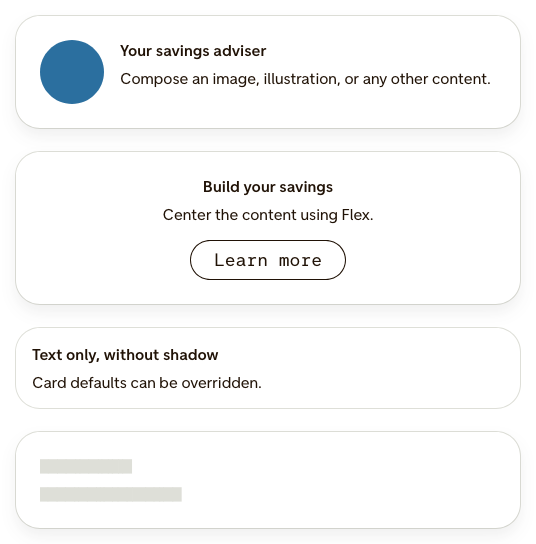 Your savings adviser
Compose an image, illustration, or any other content.
Build your savings
Center the content using Flex.
Learn more
Text only, without shadow
Card defaults can be overridden.